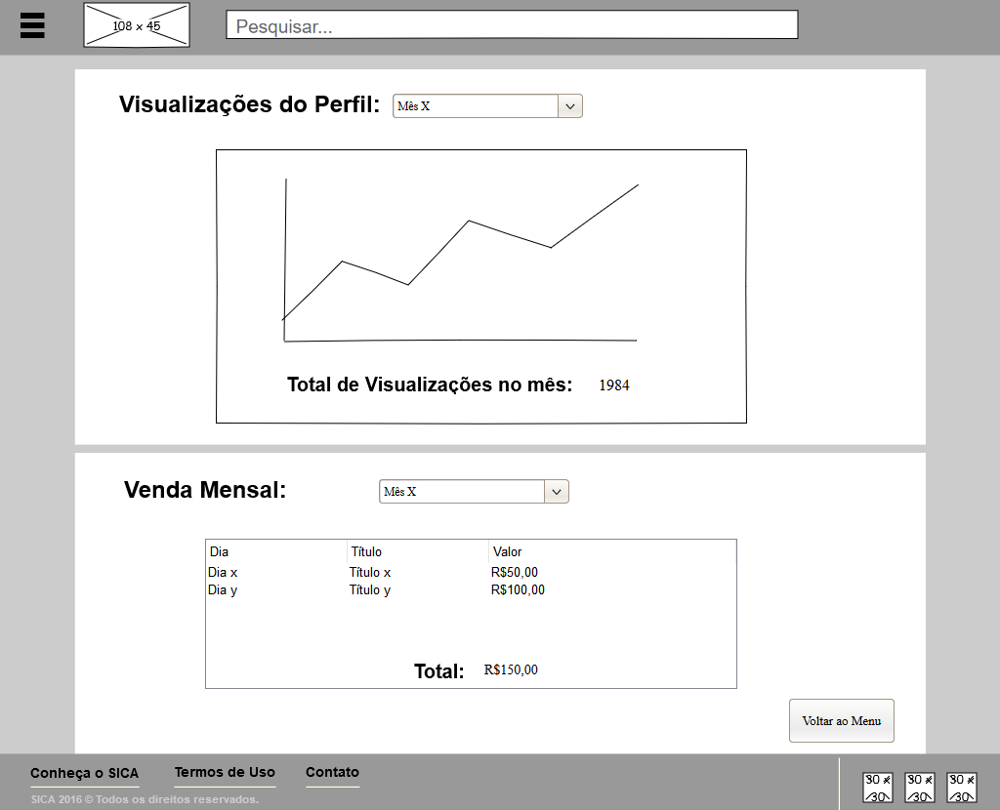 108 x 45
Pesquisar...
Visualizações do Perfil: Mês X
Total de Visualizações no mês: 1984
Venda Mensal: Mês X
Dia Título Valor
Dia x Título x R$50,00
Dia y Título y R$100,00
Total: R$150,00
Voltar ao Menu
Conheça o SICA Termos de Uso Contato
SICA 2016 © Todos os direitos reservados.
30 x 30 x 30 x
30 30 30